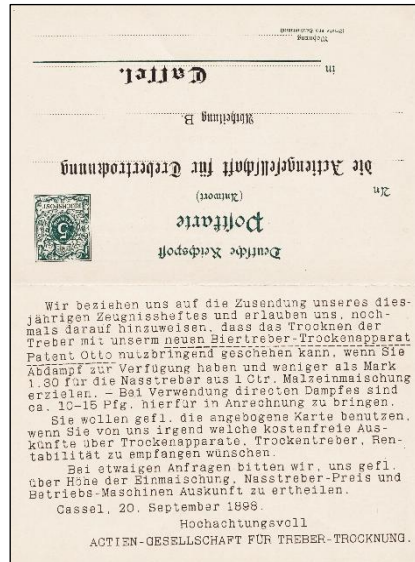 Deutsche Reichspost
Postkarte
(Antwort)
REICHSPOST
5
An
die Actiengesellschaft für Trebertrocknung
Abtheilung B.
in
Cassel.
Wohnung
Wir beziehen uns auf die Zusendung unseres dies-
jährigen Zeugnissheftes und erlauben uns, noch-
mals darauf hinzuweisen, dass das Trocknen der
Treber mit unserm neuen Biertreber-Trockenapparat
Patent Otto nutzbringend geschehen kann, wenn Sie
Abdampf zur Verfügung haben und weniger als Mark
1.80 für die Nasstreber aus 1 Ctr. Malzeinmaischung
erzielen. – Bei Verwendung directen Dampfes sind
ca. 10-15 Pfg. hierfür in Anrechnung zu bringen.
Sie wollen gefl. die angebogene Karte benutzen,
wenn Sie von uns irgend welche kostenfreie Aus-
künfte über Trockenapparate, Trockentreber, Ren-
tabilität zu empfangen wünschen.
Bei etwaigen Anfragen bitten wir, uns gefl.
über Höhe der Einmaischung, Nasstreber-Preis und
Betriebs-Maschinen Auskunft zu ertheilen.
Cassel, 20. September 1898.
Hochachtungsvoll
ACTIEN-GESELLSCHAFT FÜR TREBER-TROCKNUNG.